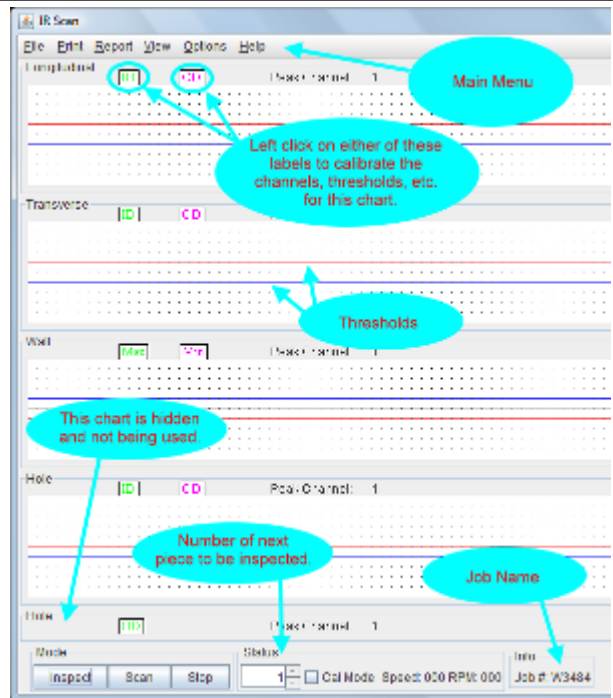 IR Scan
File Print Report View Options Help
Longitudinal
ID OD Peak Channel: 1
Main Menu
Left click on either of these
labels to calibrate the
channels, thresholds, etc.
for this chart.
Transverse
ID OD
Thresholds
Wall
Max Min Peak Channel: 1
This chart is hidden
and not being used.
Hole
ID OD Peak Channel: 1
Number of next
piece to be inspected.
Job Name
Hole
Peak Channel: 1
Mode Status Info
Inspect Scan Stop 1 Cal Mode Speed: 000 RPM: 000 Job #: W3484